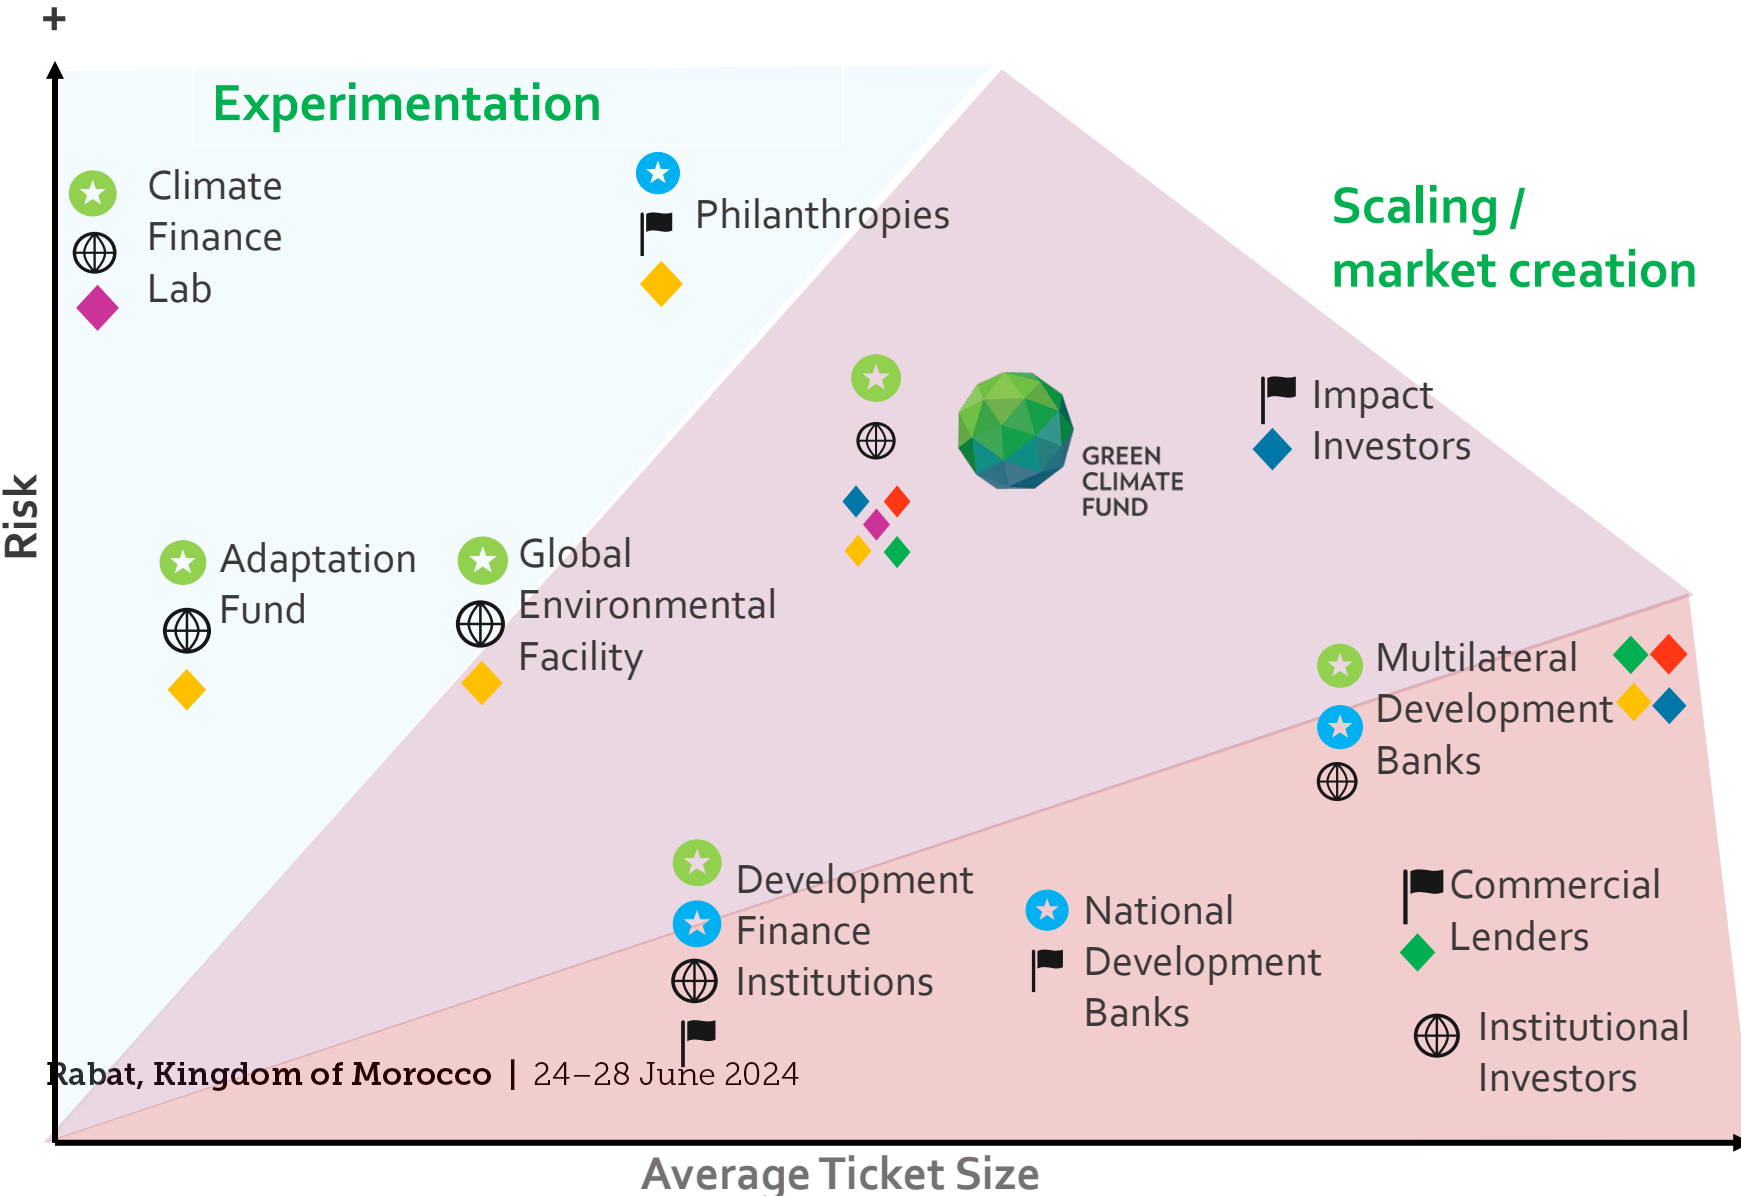 +
Experimentation
Climate
Finance
Lab
Philanthropies
Scaling /
market creation
GREEN
CLIMATE
FUND
Impact
Investors
Risk
Adaptation
Fund
Global
Environmental
Facility
Multilateral
Development
Banks
Development
Finance
Institutions
National
Development
Banks
Commercial
Lenders
Institutional
Investors
Rabat, Kingdom of Morocco | 24–28 June 2024
Average Ticket Size